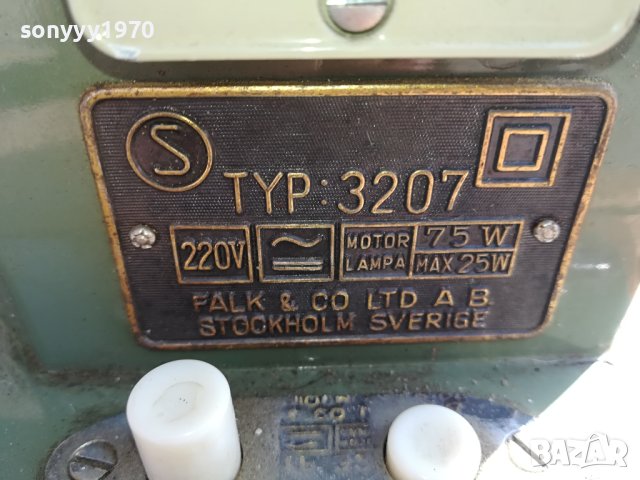 sonyyy1970
S
TYP: 3207
220V
MOTOR 75 W
LAMPA MAX 25W
FALK & CO LTD A B.
STOCKHOLM SVERIGE
BAZAR